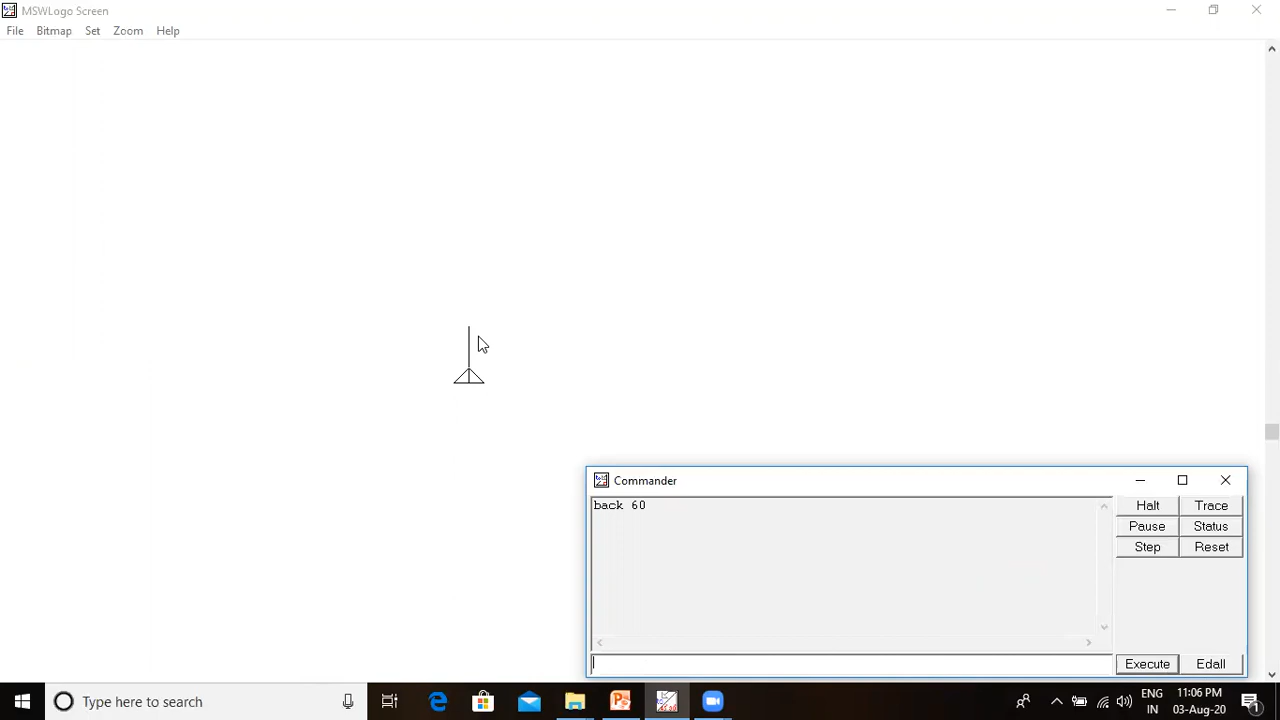 MSWLogo Screen
File Bitmap Set Zoom Help
Commander
back 60
Halt Trace
Pause Status
Step Reset
Execute Edall
Type here to search
ENG
IN
11:06 PM
03-Aug-20
1